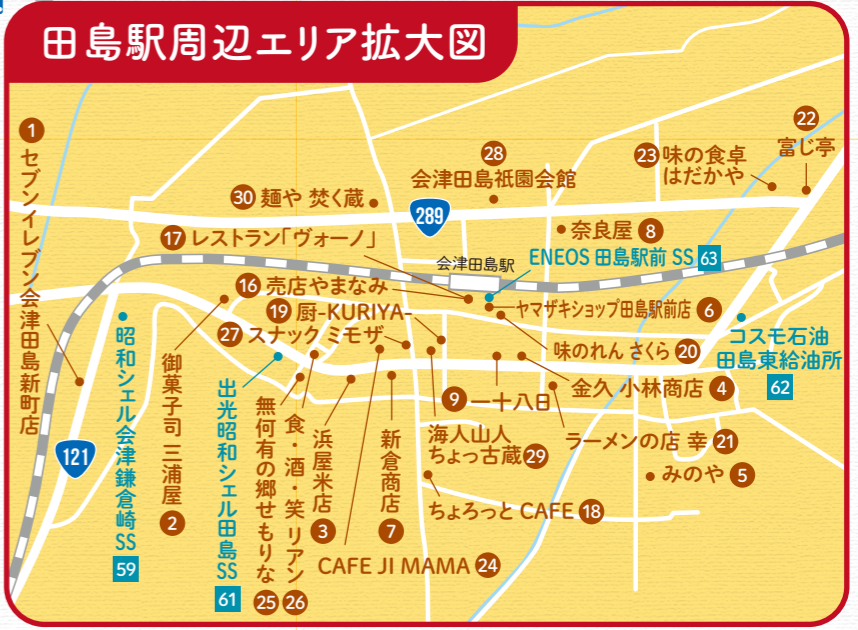 田島駅周辺エリア拡大図
1
セブンイレブン会津田島新町店
30 麺や 焚く蔵
28
会津田島祇園会館
289
23 味の食卓
はだかや
22
富じ亭
17 レストラン「ヴォーノ」
奈良屋 8
会津田島駅
ENEOS 田島駅前 SS 63
16 売店やまなみ
ヤマザキショップ田島駅前店 6
19 厨-KURIYA-
27 スナック ミモザ
味のれん さくら 20
コスモ石油
田島東給油所
62
金久 小林商店 4
9 一十八日
ラーメンの店 幸 21
海人山人
ちょっ古蔵 29
みのや 5
ちょろっと CAFE 18
CAFE JI MAMA 24
新倉商店
7
浜屋米店
3
食・酒・笑 リアン
26
無何有の郷せもりな
25
出光昭和シェル田島SS
61
御菓子司 三浦屋
2
昭和シェル会津鎌倉崎SS
59
121